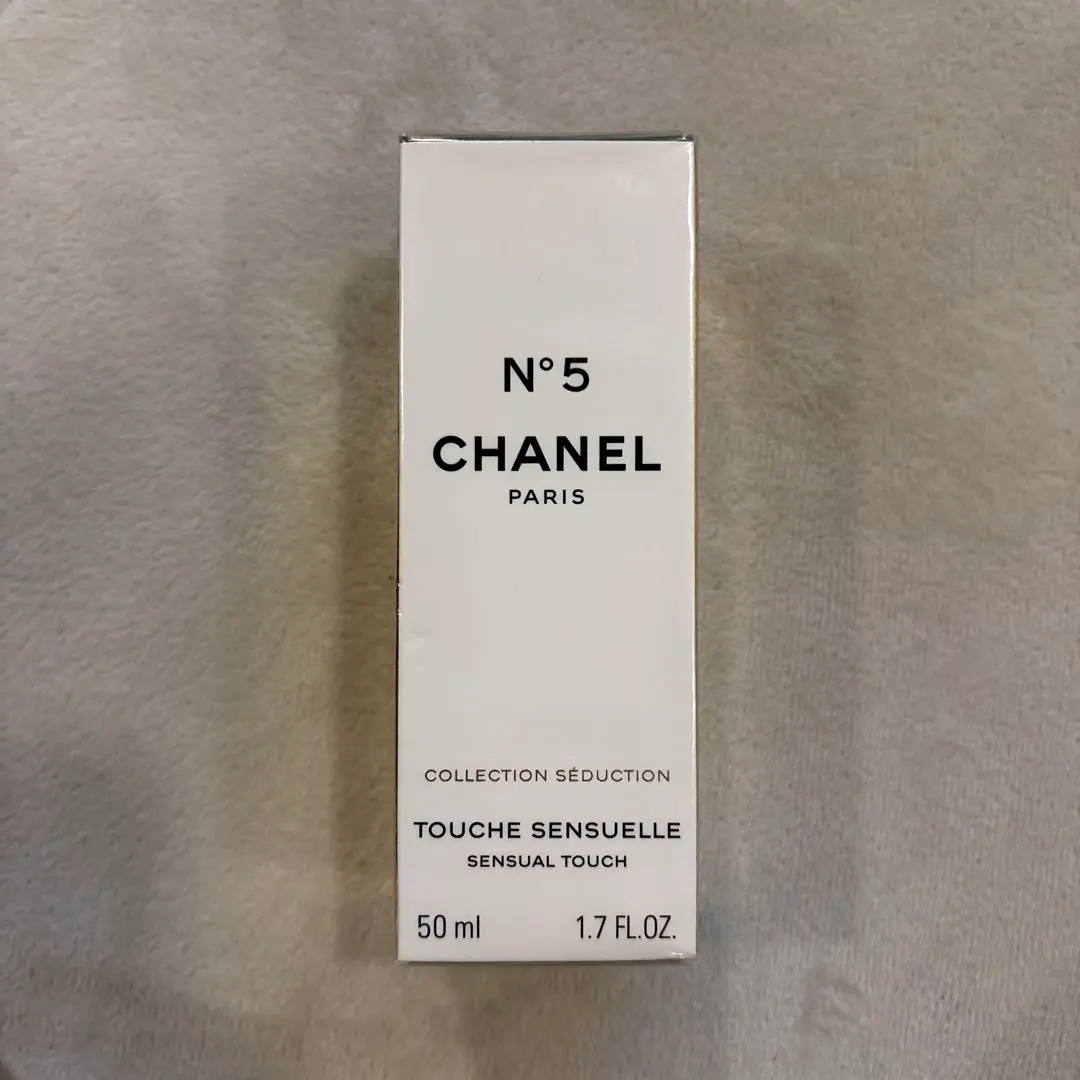 N°5
CHANEL
PARIS
COLLECTION SÉDUCTION
TOUCHE SENSUELLE
SENSUAL TOUCH
50 ml 1.7 FL.OZ.